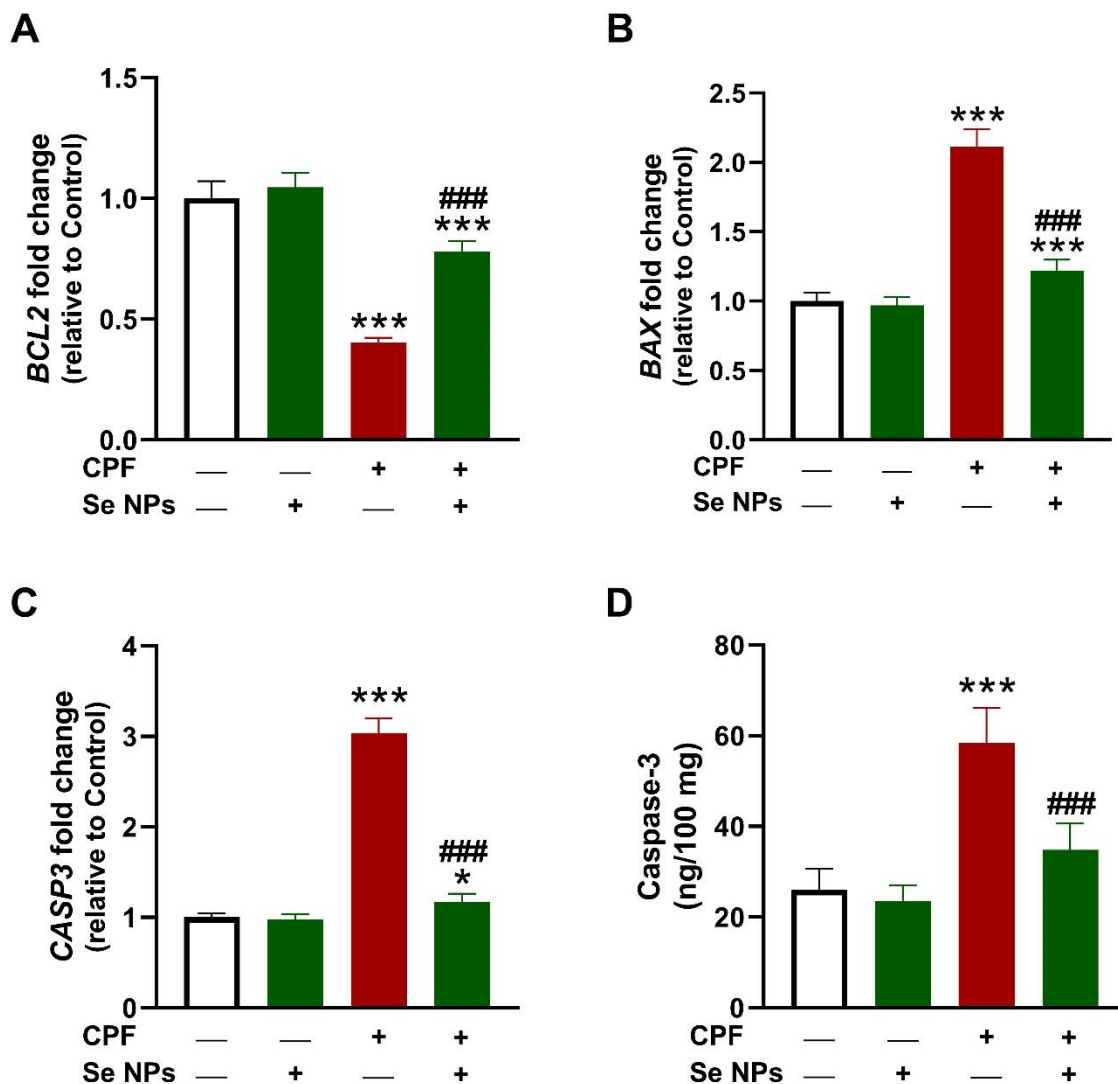 A
BCL2 fold change
(relative to Control)
1.5
1.0
0.5
0.0
###
***
***
CPF — — + +
Se NPs — + — +
B
BAX fold change
(relative to Control)
2.5
2.0
1.5
1.0
0.5
0.0
***
###
***
CPF — — + +
Se NPs — + — +
C
CASP3 fold change
(relative to Control)
4
3
2
1
0
***
###
*
CPF — — + +
Se NPs — + — +
D
Caspase-3
(ng/100 mg)
80
60
40
20
0
***
###
CPF — — + +
Se NPs — + — +